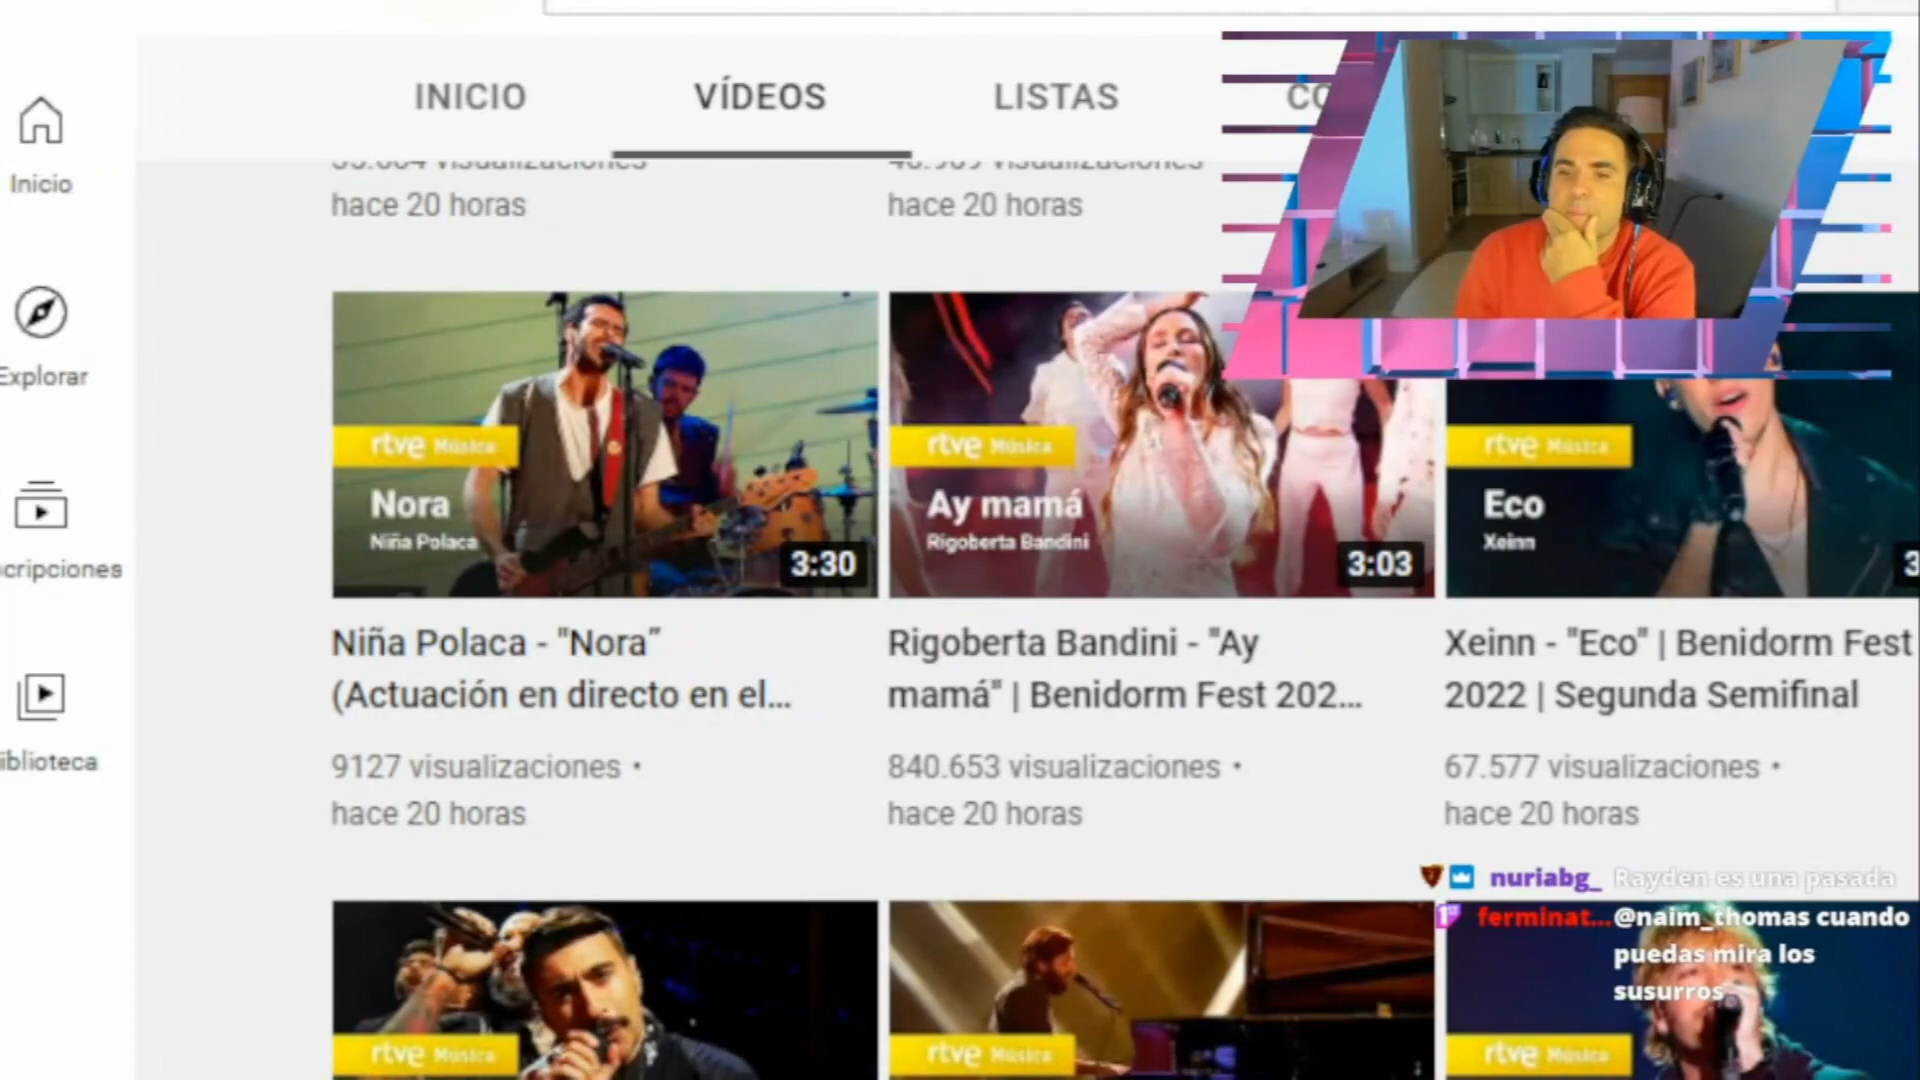 INICIO
VÍDEOS
LISTAS
Inicio
hace 20 horas
hace 20 horas
Explorar
rtve Música
Nora
Niña Polaca
3:30
rtve Música
Ay mamá
Rigoberta Bandini
3:03
rtve Música
Eco
Xeinn
3
cripciones
Niña Polaca - "Nora"
(Actuación en directo en el...
9127 visualizaciones •
hace 20 horas
Rigoberta Bandini - "Ay
mamá" | Benidorm Fest 202...
840.653 visualizaciones •
hace 20 horas
Xeinn - "Eco" | Benidorm Fest
2022 | Segunda Semifinal
67.577 visualizaciones •
hace 20 horas
iblioteca
nuriabg_ Rayden es una pasada
ferminat... @naim_thomas cuando
puedas mira los
susurros
rtve Música
rtve Música
rtve Música